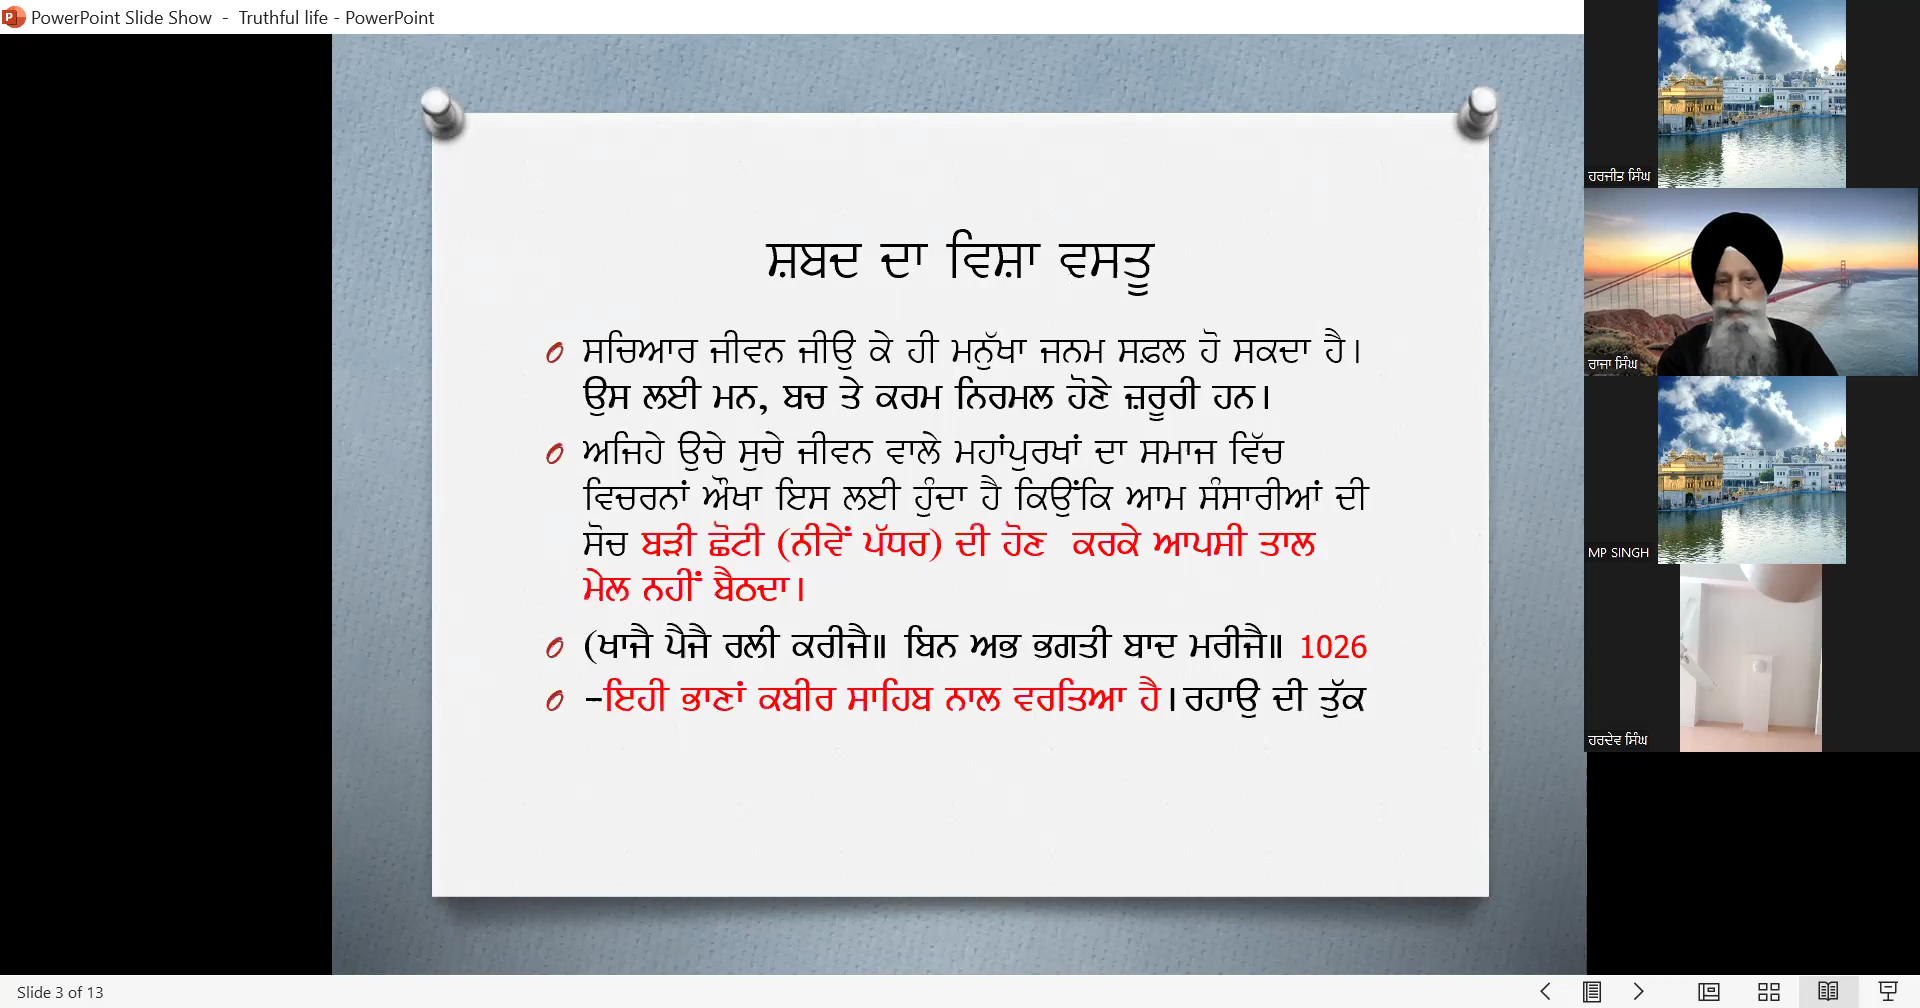 PowerPoint Slide Show - Truthful life - PowerPoint
ਸ਼ਬਦ ਦਾ ਵਿਸ਼ਾ ਵਸਤੂ
ਸਚਿਆਰ ਜੀਵਨ ਜੀਉ ਕੇ ਹੀ ਮਨੁੱਖਾ ਜਨਮ ਸਫ਼ਲ ਹੋ ਸਕਦਾ ਹੈ।
ਉਸ ਲਈ ਮਨ, ਬਚ ਤੇ ਕਰਮ ਨਿਰਮਲ ਹੋਣੇ ਜ਼ਰੂਰੀ ਹਨ।
ਅਜਿਹੇ ਉਚੇ ਸੁਚੇ ਜੀਵਨ ਵਾਲੇ ਮਹਾਂਪੁਰਖਾਂ ਦਾ ਸਮਾਜ ਵਿੱਚ
ਵਿਚਰਨਾਂ ਔਖਾ ਇਸ ਲਈ ਹੁੰਦਾ ਹੈ ਕਿਉਂਕਿ ਆਮ ਸੰਸਾਰੀਆਂ ਦੀ
ਸੋਚ ਬੜੀ ਛੋਟੀ (ਨੀਵੇਂ ਪੱਧਰ) ਦੀ ਹੋਣ ਕਰਕੇ ਆਪਸੀ ਤਾਲ
ਮੇਲ ਨਹੀਂ ਬੈਠਦਾ।
(ਖਾਜੈ ਪੈਜੈ ਰਲੀ ਕਰੀਜੈ॥ ਬਿਨ ਅਭ ਭਗਤੀ ਬਾਦ ਮਰੀਜੈ॥ 1026
–ਇਹੀ ਭਾਣਾਂ ਕਬੀਰ ਸਾਹਿਬ ਨਾਲ ਵਰਤਿਆ ਹੈ। ਰਹਾਉ ਦੀ ਤੁੱਕ
ਹਰਜੀਤ ਸਿੰਘ
ਰਾਜਾ ਸਿੰਘ
MP SINGH
ਹਰਦੇਵ ਸਿੰਘ
Slide 3 of 13